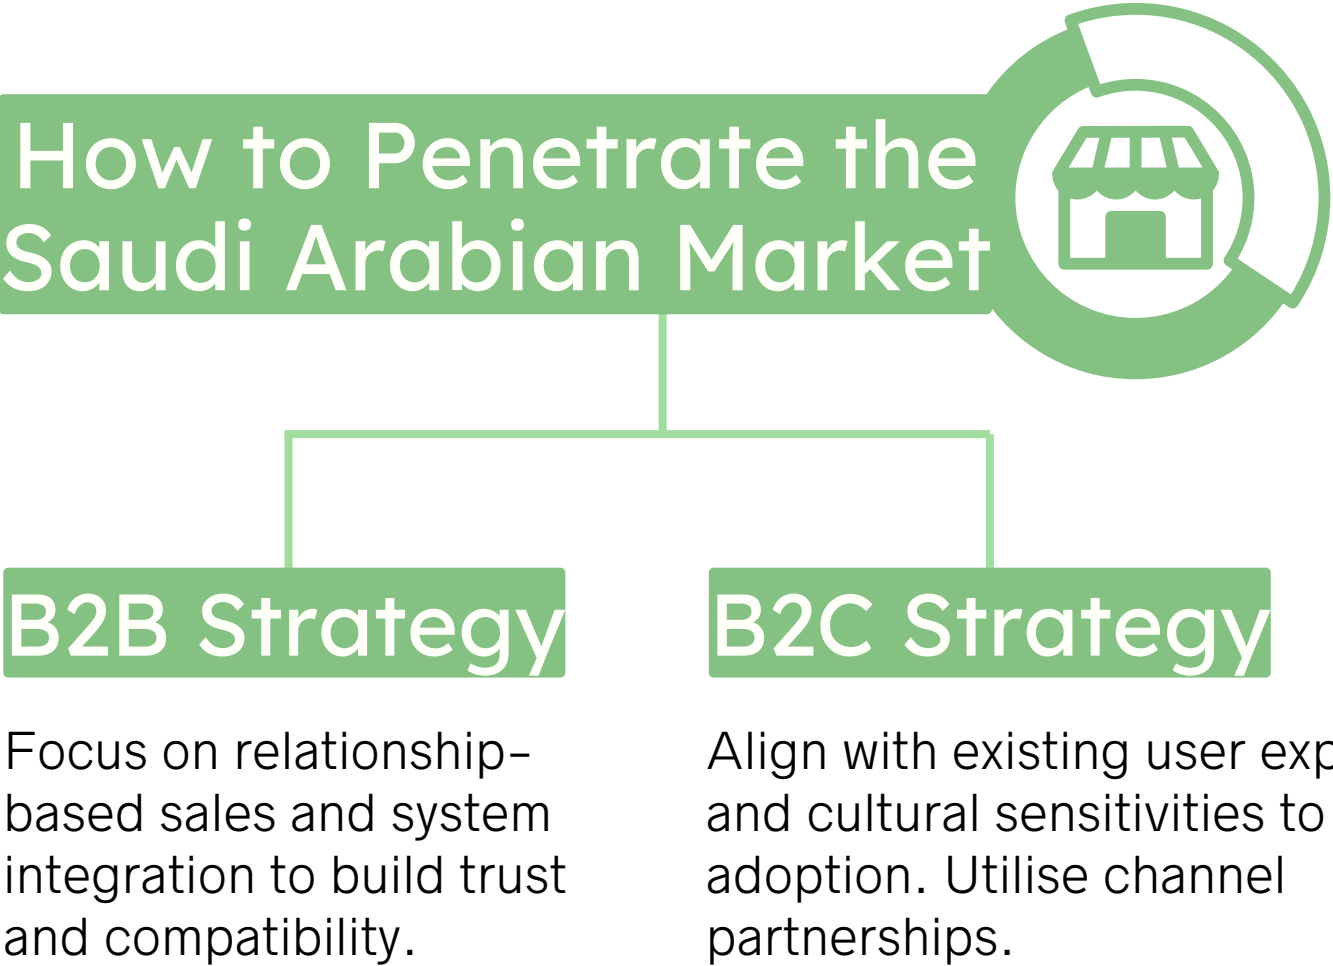 How to Penetrate the
Saudi Arabian Market
B2B Strategy
Focus on relationship-
based sales and system
integration to build trust
and compatibility.
B2C Strategy
Align with existing user
and cultural sensitivities to
adoption. Utilise channel
partnerships.